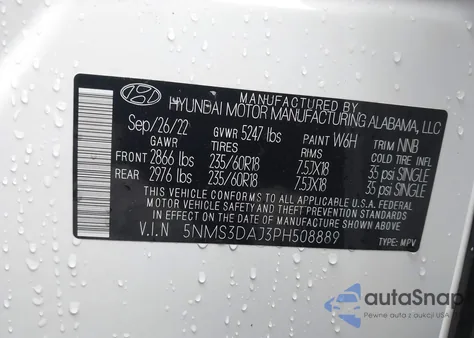 MANUFACTURED BY
HYUNDAI MOTOR MANUFACTURING ALABAMA, LLC
Sep/26/22 GVWR 5247 lbs PAINT W6H TRIM NNB
GAWR TIRES RIMS COLD TIRE INFL.
FRONT 2866 lbs 235/60R18 7.5JX18 35 psi SINGLE
REAR 2976 lbs 235/60R18 7.5JX18 35 psi SINGLE
THIS VEHICLE CONFORMS TO ALL APPLICABLE U.S. FEDERAL
MOTOR VEHICLE SAFETY AND THEFT PREVENTION STANDARDS
IN EFFECT ON THE DATE OF MANUFACTURE SHOWN ABOVE.
V.I.N 5NMS3DAJ3PH508889 TYPE: MPV
autoSnap
Pewne auta z USA